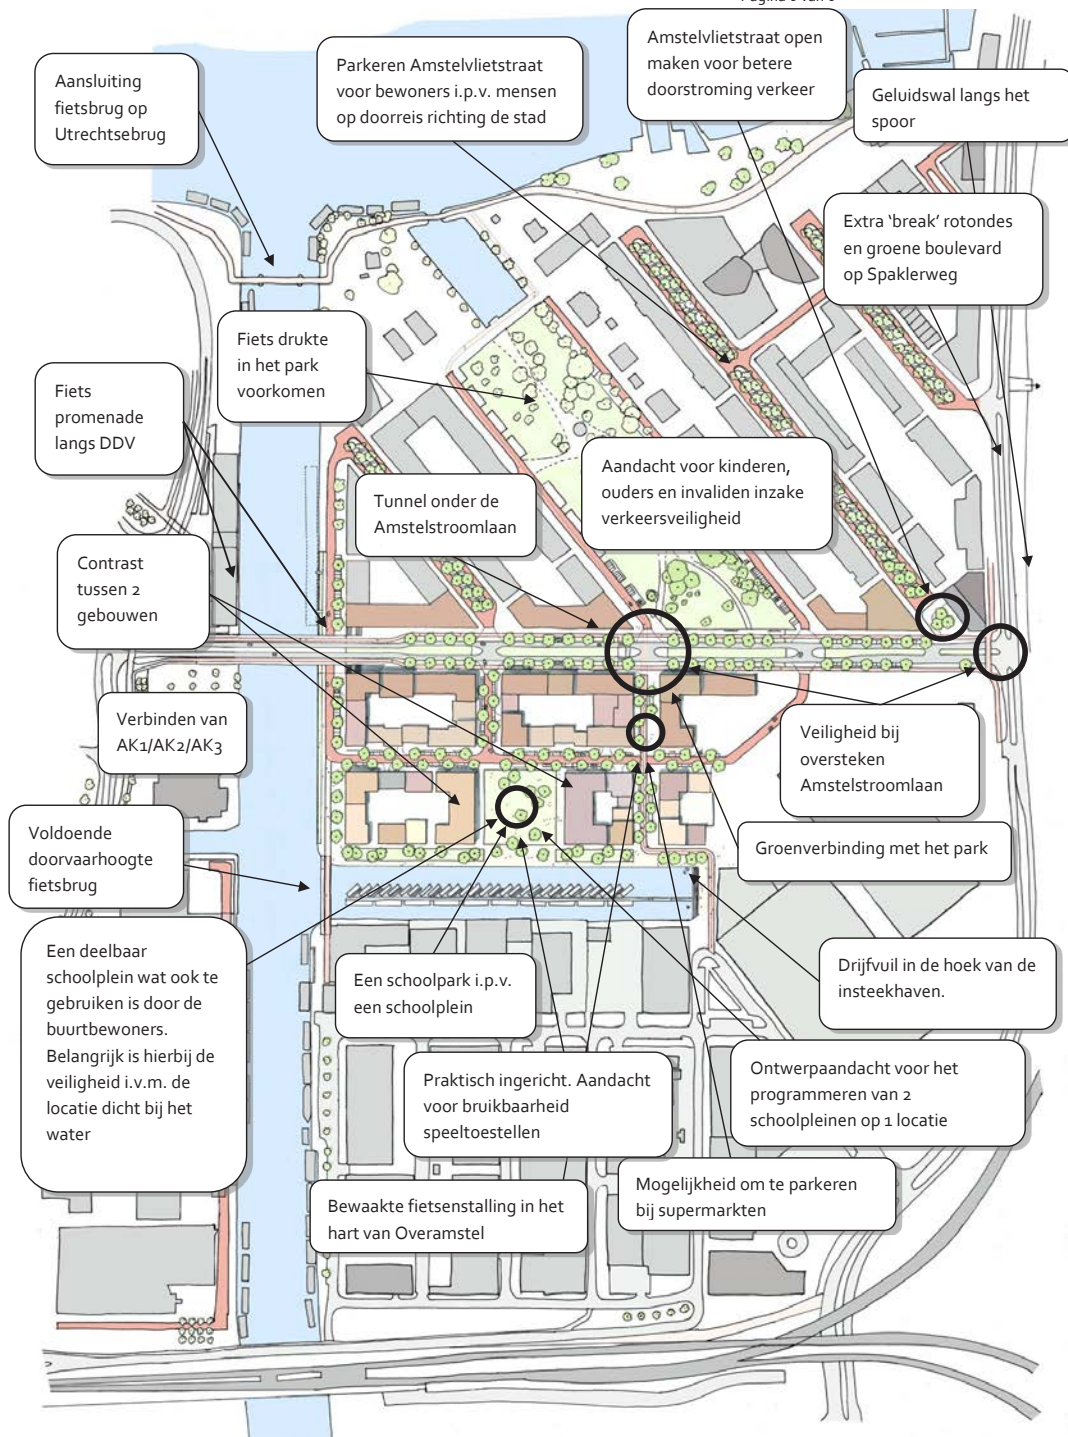 Aansluiting
fietsbrug op
Utrechtsebrug
Parkeren Amstelvlietstraat
voor bewoners i.p.v. mensen
op doorreis richting de stad
Amstelvlietstraat open
maken voor betere
doorstroming verkeer
Geluidswal langs het
spoor
Extra ‘break’ rotondes
en groene boulevard
op Spaklerweg
Fiets drukte
in het park
voorkomen
Fiets
promenade
langs DDV
Tunnel onder de
Amstelstroomlaan
Aandacht voor kinderen,
ouders en invaliden inzake
verkeersveiligheid
Contrast
tussen 2
gebouwen
Verbinden van
AK1/AK2/AK3
Veiligheid bij
oversteken
Amstelstroomlaan
Voldoende
doorvaarhoogte
fietsbrug
Groenverbinding met het park
Een deelbaar
schoolplein wat ook te
gebruiken is door de
buurtbewoners.
Belangrijk is hierbij de
veiligheid i.v.m. de
locatie dicht bij het
water
Een schoolpark i.p.v.
een schoolplein
Drijfvuil in de hoek van de
insteekhaven.
Praktisch ingericht. Aandacht
voor bruikbaarheid
speeltoestellen
Ontwerpaandacht voor het
programmeren van 2
schoolpleinen op 1 locatie
Bewaakte fietsenstalling in het
hart van Overamstel
Mogelijkheid om te parkeren
bij supermarkten